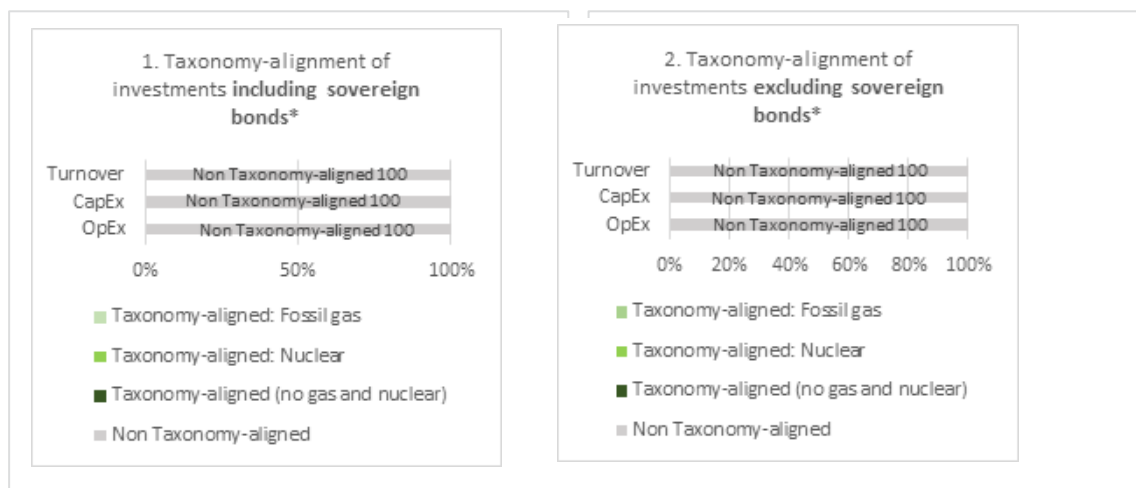 1. Taxonomy-alignment of
investments including sovereign
bonds*
Turnover
Non Taxonomy-aligned 100
CapEx
Non Taxonomy-aligned 100
OpEx
Non Taxonomy-aligned 100
0% 50% 100%
Taxonomy-aligned: Fossil gas
Taxonomy-aligned: Nuclear
Taxonomy-aligned (no gas and nuclear)
Non Taxonomy-aligned
2. Taxonomy-alignment of
investments excluding sovereign
bonds*
Turnover
Non Taxonomy-aligned 100
CapEx
Non Taxonomy-aligned 100
OpEx
Non Taxonomy-aligned 100
0% 20% 40% 60% 80% 100%
Taxonomy-aligned: Fossil gas
Taxonomy-aligned: Nuclear
Taxonomy-aligned (no gas and nuclear)
Non Taxonomy-aligned